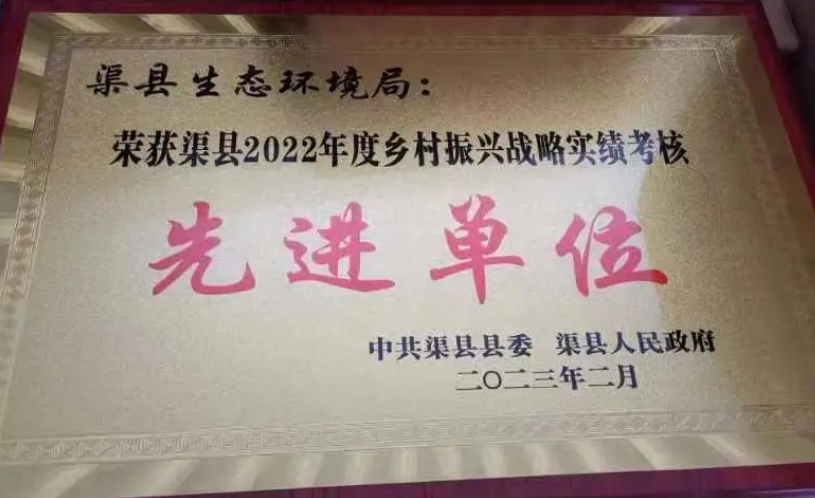 渠县生态环境局：
荣获渠县2022年度乡村振兴战略实绩考核
先进单位
中共渠县县委 渠县人民政府
二〇二三年二月